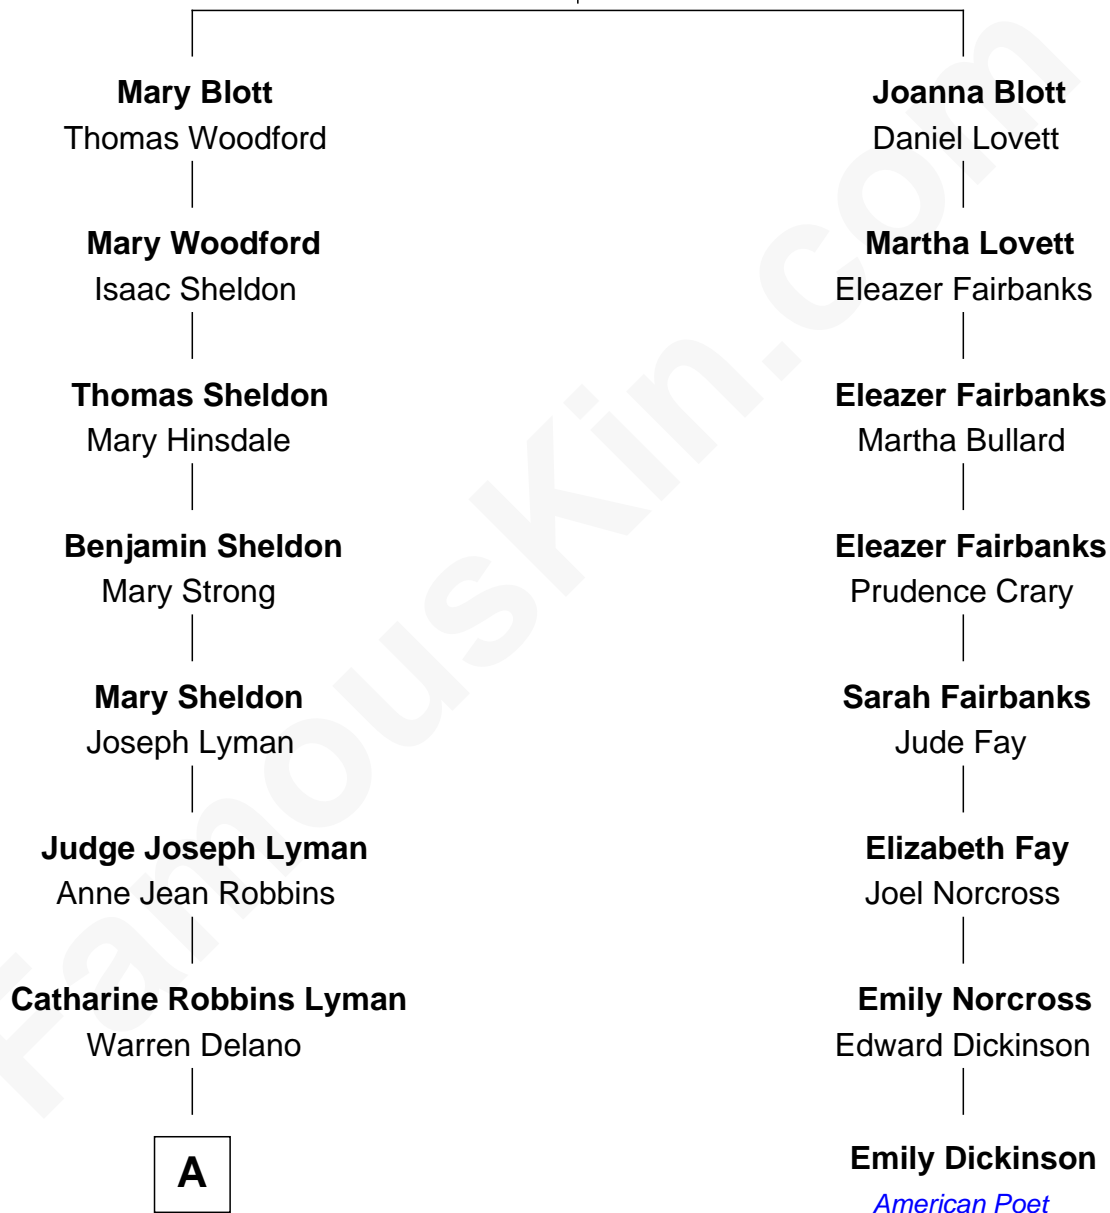 Mary Blott
Thomas Woodford
Mary Woodford
Isaac Sheldon
Thomas Sheldon
Mary Hinsdale
Benjamin Sheldon
Mary Strong
Mary Sheldon
Joseph Lyman
Judge Joseph Lyman
Anne Jean Robbins
Catharine Robbins Lyman
Warren Delano
A
Joanna Blott
Daniel Lovett
Martha Lovett
Eleazer Fairbanks
Eleazer Fairbanks
Martha Bullard
Eleazer Fairbanks
Prudence Crary
Sarah Fairbanks
Jude Fay
Elizabeth Fay
Joel Norcross
Emily Norcross
Edward Dickinson
Emily Dickinson
American Poet
FamousKin.com